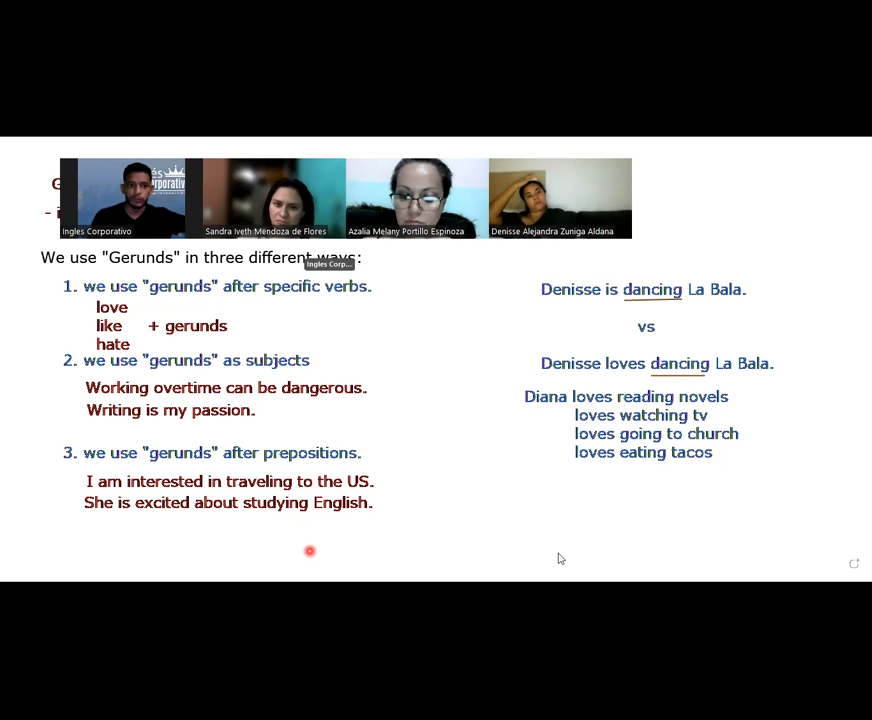 G
- i
és
orporativo
Ingles Corporativo
Sandra Iveth Mendoza de Flores
Azalia Melany Portillo Espinoza
Denisse Alejandra Zuniga Aldana
We use "Gerunds" in three different ways:
Ingles Corp...
1. we use "gerunds" after specific verbs.
love
like + gerunds
hate
2. we use "gerunds" as subjects
Working overtime can be dangerous.
Writing is my passion.
3. we use "gerunds" after prepositions.
I am interested in traveling to the US.
She is excited about studying English.
Denisse is dancing La Bala.
vs
Denisse loves dancing La Bala.
Diana loves reading novels
loves watching tv
loves going to church
loves eating tacos